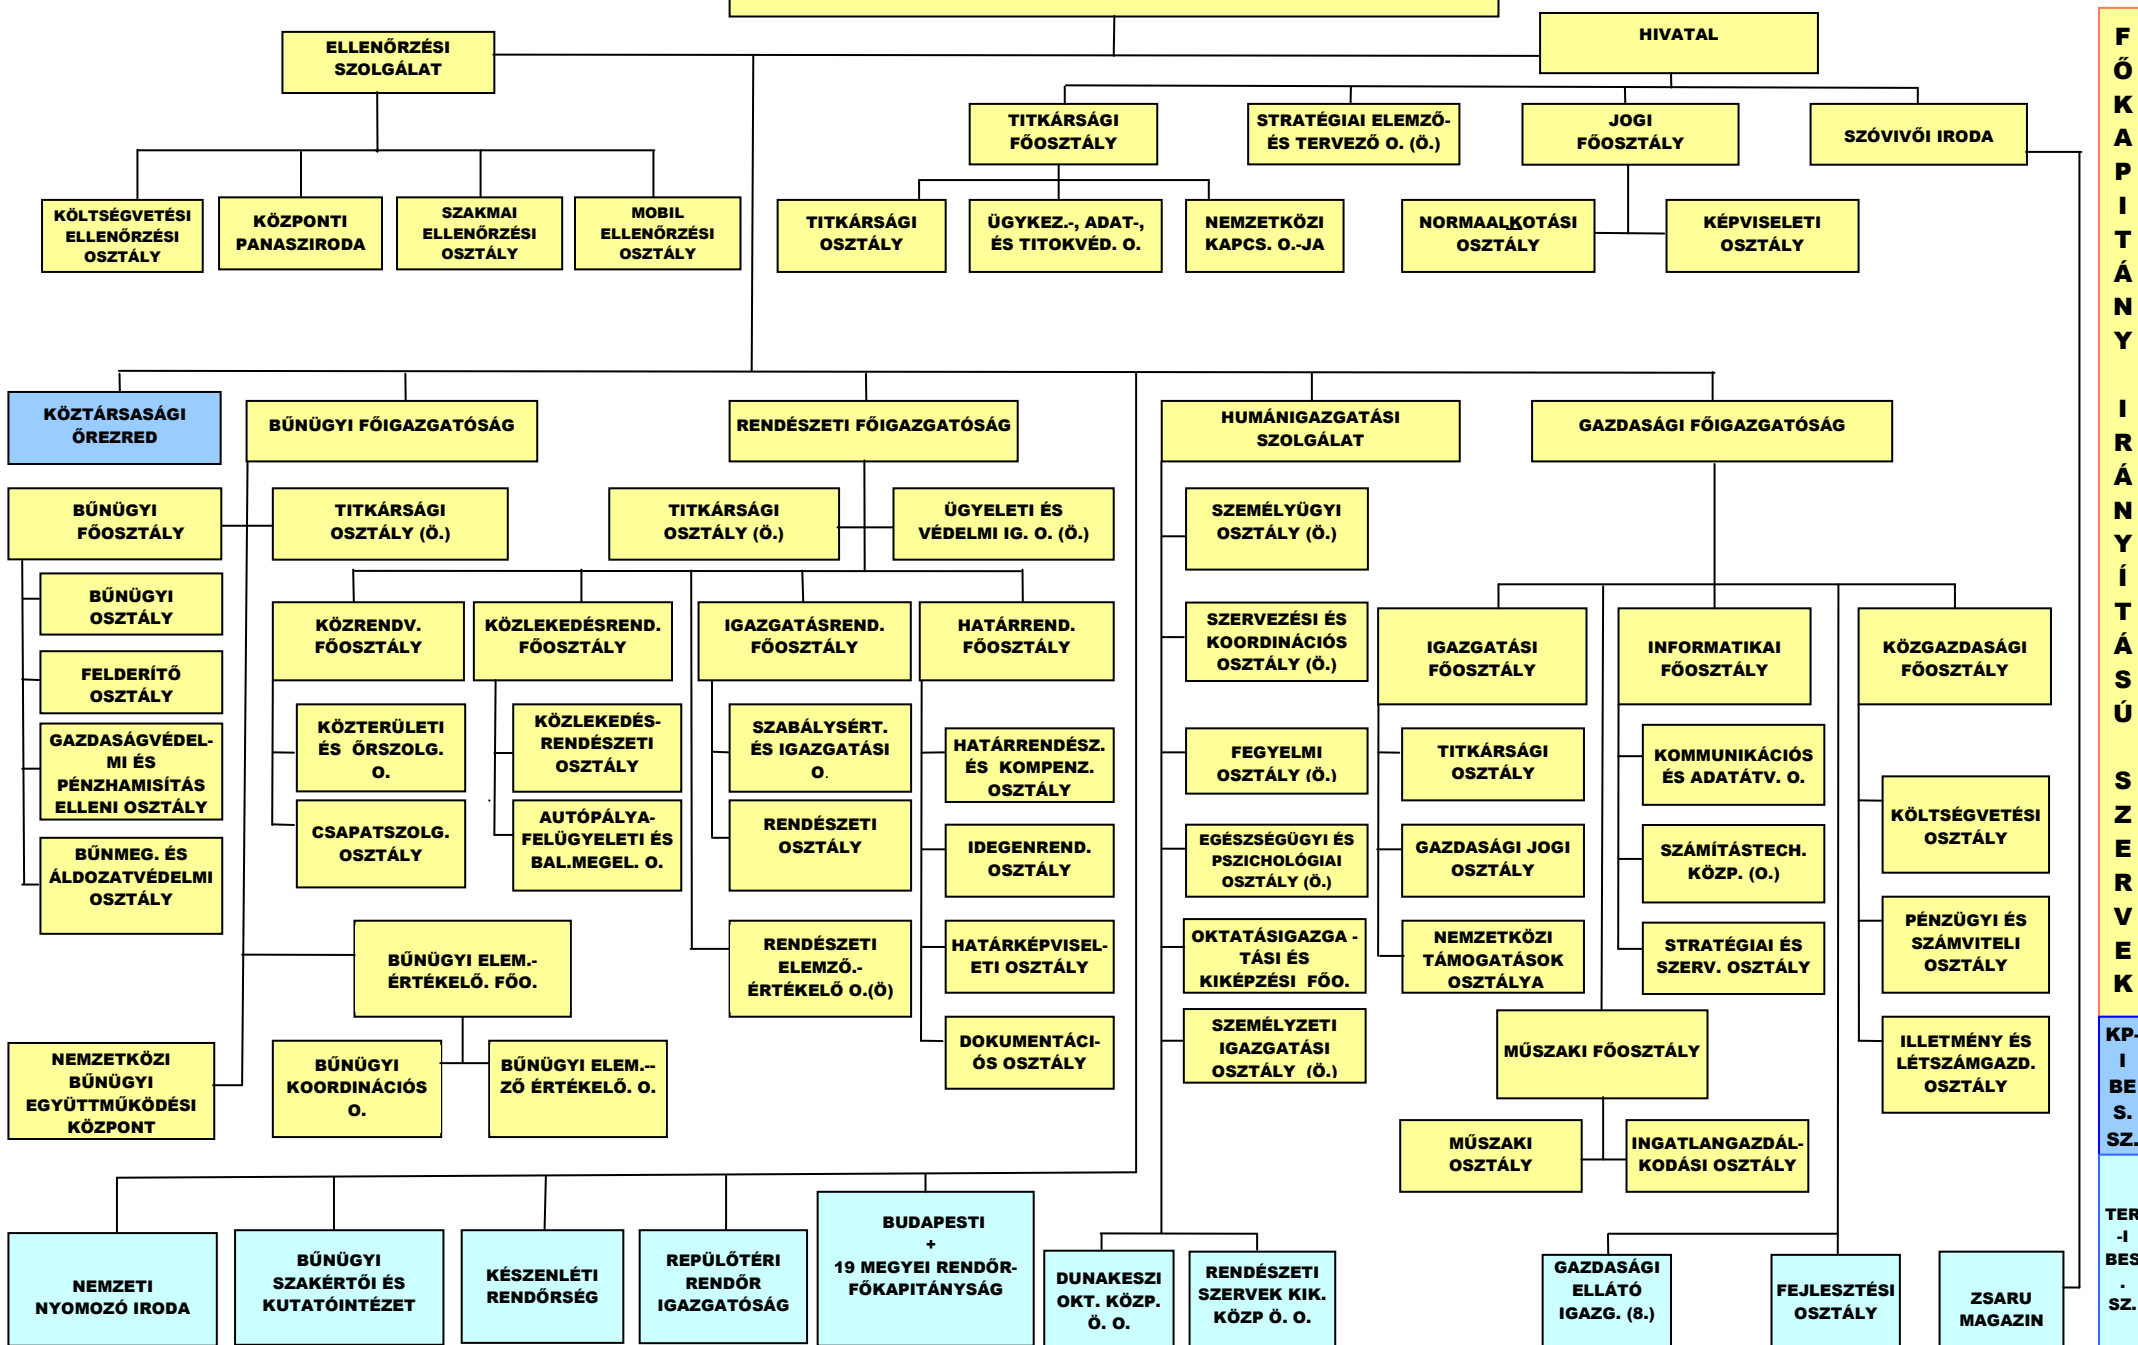 ELLENŐRZÉSI
SZOLGÁLAT
HIVATAL
TITKÁRSÁGI
FŐOSZTÁLY
STRATÉGIAI ELEMZŐ-
ÉS TERVEZŐ O. (Ö.)
JOGI
FŐOSZTÁLY
SZÓVIVŐI IRODA
KÖLTSÉGVETÉSI
ELLENŐRZÉSI
OSZTÁLY
KÖZPONTI
PANASZIRODA
SZAKMAI
ELLENŐRZÉSI
OSZTÁLY
MOBIL
ELLENŐRZÉSI
OSZTÁLY
TITKÁRSÁGI
OSZTÁLY
ÜGYKEZ.-, ADAT-,
ÉS TITOKVÉD. O.
NEMZETKÖZI
KAPCS. O.-JA
NORMAALKOTÁSI
OSZTÁLY
KÉPVISELETI
OSZTÁLY
KÖZTÁRSASÁGI
ŐREZRED
BŰNÜGYI FŐIGAZGATÓSÁG
RENDÉSZETI FŐIGAZGATÓSÁG
HUMÁNIGAZGATÁSI
SZOLGÁLAT
GAZDASÁGI FŐIGAZGATÓSÁG
BŰNÜGYI
FŐOSZTÁLY
TITKÁRSÁGI
OSZTÁLY (Ö.)
TITKÁRSÁGI
OSZTÁLY (Ö.)
ÜGYELETI ÉS
VÉDELMI IG. O. (Ö.)
SZEMÉLYÜGYI
OSZTÁLY (Ö.)
BŰNÜGYI
OSZTÁLY
FELDERÍTŐ
OSZTÁLY
GAZDASÁGVÉDEL-
MI ÉS
PÉNZHAMISÍTÁS
ELLENI OSZTÁLY
BŰNMEG. ÉS
ÁLDOZATVÉDELMI
OSZTÁLY
KÖZRENDV.
FŐOSZTÁLY
KÖZLEKEDÉSREND.
FŐOSZTÁLY
IGAZGATÁSREND.
FŐOSZTÁLY
HATÁRREND.
FŐOSZTÁLY
SZERVEZÉSI ÉS
KOORDINÁCIÓS
OSZTÁLY (Ö.)
IGAZGATÁSI
FŐOSZTÁLY
INFORMATIKAI
FŐOSZTÁLY
KÖZGAZDASÁGI
FŐOSZTÁLY
KÖZTERÜLETI
ÉS ŐRSZOLG.
O.
KÖZLEKEDÉS-
RENDÉSZETI
OSZTÁLY
SZABÁLYSÉRT.
ÉS IGAZGATÁSI
O.
HATÁRRENDÉSZ.
ÉS KOMPENZ.
OSZTÁLY
FEGYELMI
OSZTÁLY (Ö.)
TITKÁRSÁGI
OSZTÁLY
KOMMUNIKÁCIÓS
ÉS ADATÁTV. O.
KÖLTSÉGVETÉSI
OSZTÁLY
CSAPATSZOLG.
OSZTÁLY
AUTÓPÁLYA-
FELÜGYELETI ÉS
BAL.MEGEL. O.
RENDÉSZETI
OSZTÁLY
IDEGENREND.
OSZTÁLY
EGÉSZSÉGÜGYI ÉS
PSZICHOLÓGIAI
OSZTÁLY (Ö.)
GAZDASÁGI JOGI
OSZTÁLY
SZÁMÍTÁSTECH.
KÖZP. (O.)
BŰNÜGYI ELEM.-
ÉRTÉKELŐ. FŐO.
RENDÉSZETI
ELEMZŐ.-
ÉRTÉKELŐ O.(Ö)
HATÁRKÉPVISEL-
ETI OSZTÁLY
OKTATÁSIGAZGA -
TÁSI ÉS
KIKÉPZÉSI FŐO.
NEMZETKÖZI
TÁMOGATÁSOK
OSZTÁLYA
STRATÉGIAI ÉS
SZERV. OSZTÁLY
PÉNZÜGYI ÉS
SZÁMVITELI
OSZTÁLY
NEMZETKÖZI
BŰNÜGYI
EGYÜTTMŰKÖDÉSI
KÖZPONT
BŰNÜGYI
KOORDINÁCIÓS
O.
BŰNÜGYI ELEM.--
ZŐ ÉRTÉKELŐ. O.
DOKUMENTÁCI-
ÓS OSZTÁLY
SZEMÉLYZETI
IGAZGATÁSI
OSZTÁLY (Ö.)
MŰSZAKI FŐOSZTÁLY
ILLETMÉNY ÉS
LÉTSZÁMGAZD.
OSZTÁLY
MŰSZAKI
OSZTÁLY
INGATLANGAZDÁL-
KODÁSI OSZTÁLY
NEMZETI
NYOMOZÓ IRODA
BŰNÜGYI
SZAKÉRTŐI ÉS
KUTATÓINTÉZET
KÉSZENLÉTI
RENDŐRSÉG
REPÜLŐTÉRI
RENDŐR
IGAZGATÓSÁG
BUDAPESTI
+
19 MEGYEI RENDŐR-
FŐKAPITÁNYSÁG
DUNAKESZI
OKT. KÖZP.
Ö. O.
RENDÉSZETI
SZERVEK KIK.
KÖZP Ö. O.
GAZDASÁGI
ELLÁTÓ
IGAZG. (8.)
FEJLESZTÉSI
OSZTÁLY
ZSARU
MAGAZIN
F
Ő
K
A
P
I
T
Á
N
Y
I
R
Á
N
Y
Í
T
Á
S
Ú
S
Z
E
R
V
E
K
KP-
I
BE
S.
SZ.
TER
-I
BES
.
SZ.